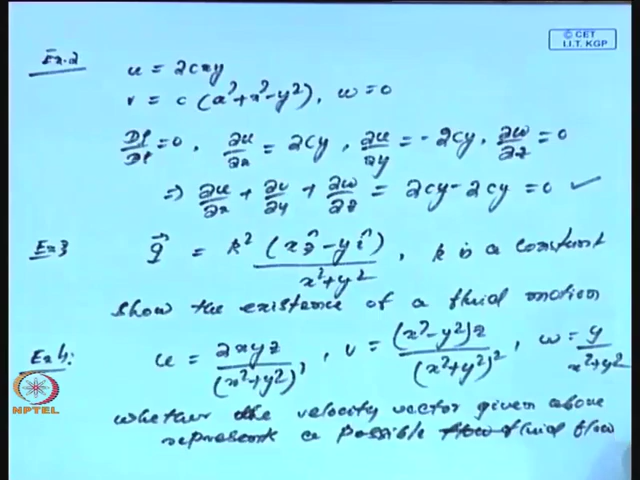 © CET
I.I.T. KGP
Ex.2 u = 2cxy
v = c (a²+x²-y²), w=0
Dρ/Dt=0, ∂u/∂x = 2cy, ∂u/∂y = -2cy, ∂w/∂z = 0
⇒ ∂u/∂x + ∂v/∂y + ∂w/∂z = 2cy-2cy = 0 ✓
Ex3 q⃗ = k² (xĵ - yî)/(x²+y²), k is a constant
show the existence of a fluid motion
Ex4: u = 2xyz/(x²+y²)², v = (x²-y²)z/(x²+y²)², w = y/(x²+y²)
NPTEL
whether the velocity vector given above
represent a possible fluid flow